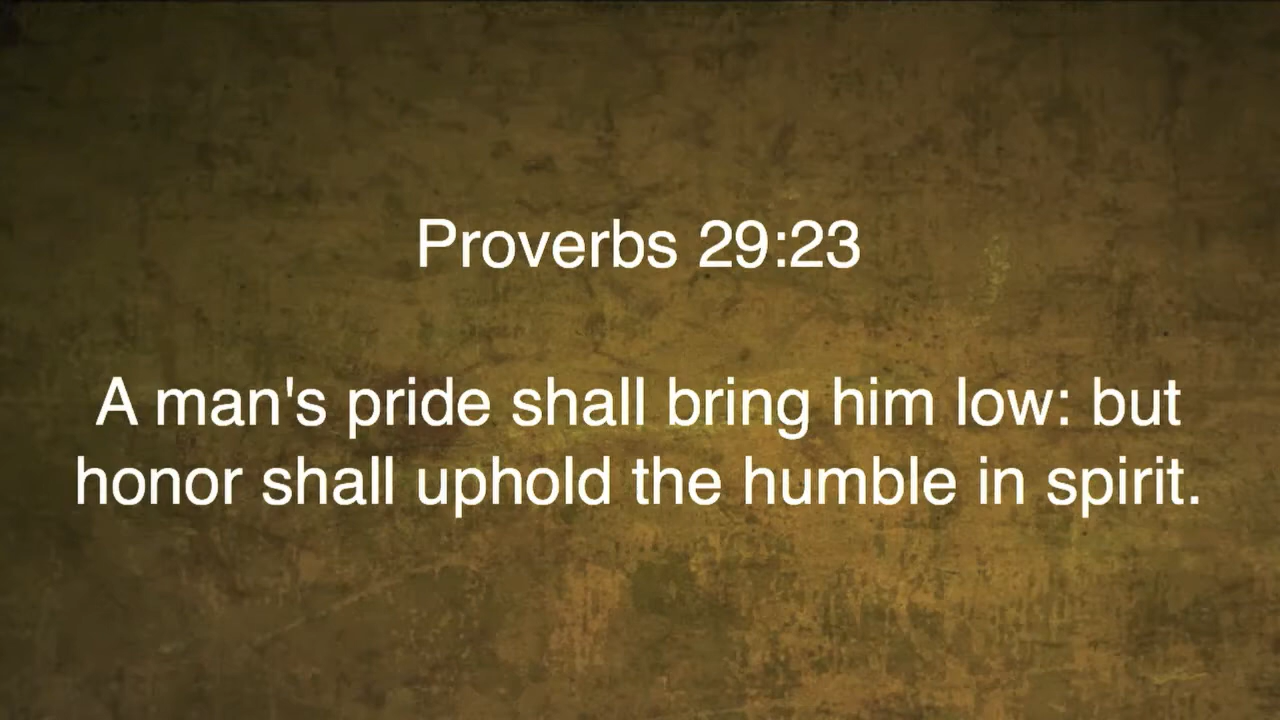 Proverbs 29:23
A man's pride shall bring him low: but
honor shall uphold the humble in spirit.